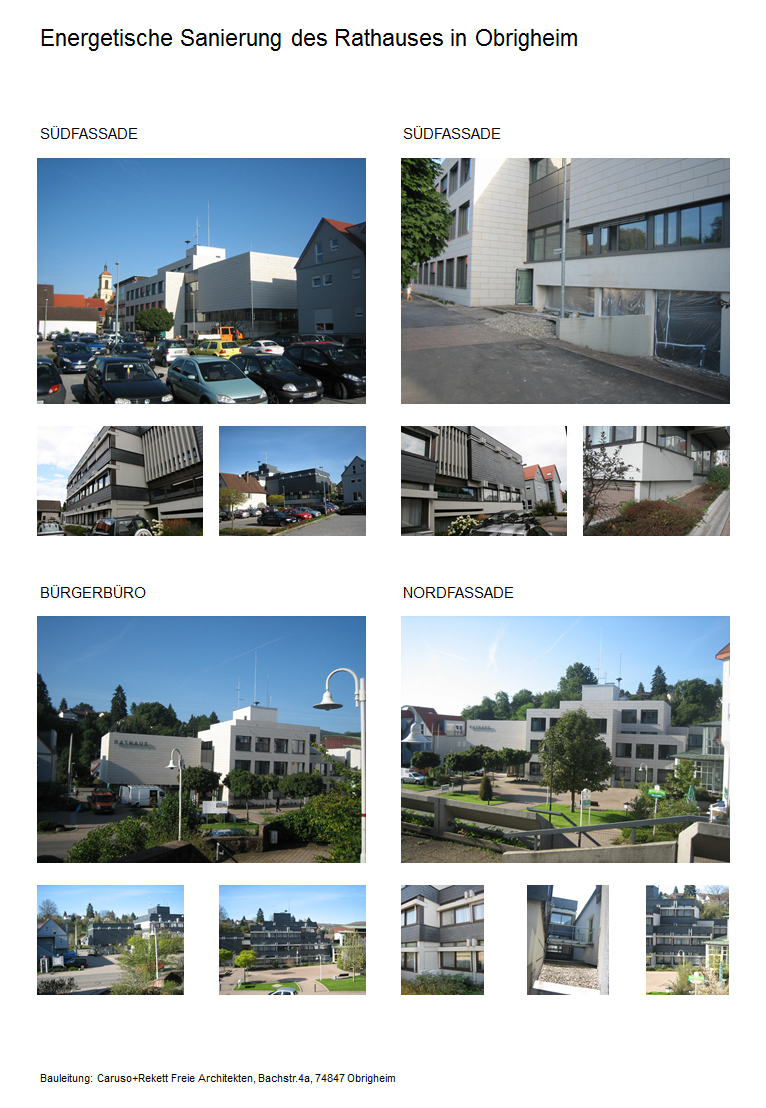 Energetische Sanierung des Rathauses in Obrigheim
SÜDFASSADE
SÜDFASSADE
BÜRGERBÜRO
NORDFASSADE
RATHAUS
RATHAUS
Bauleitung: Caruso+Rekett Freie Architekten, Bachstr.4a, 74847 Obrigheim